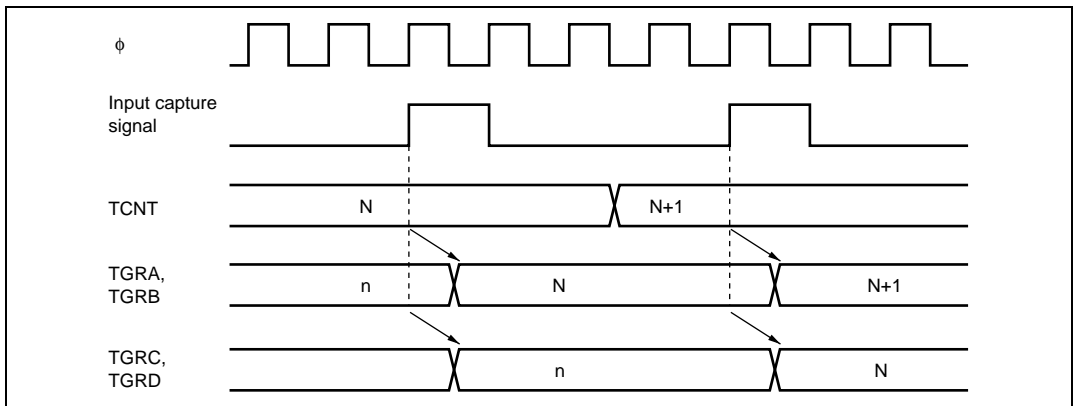 ϕ
Input capture
signal
TCNT
N
N+1
TGRA,
TGRB
n
N
N+1
TGRC,
TGRD
n
N